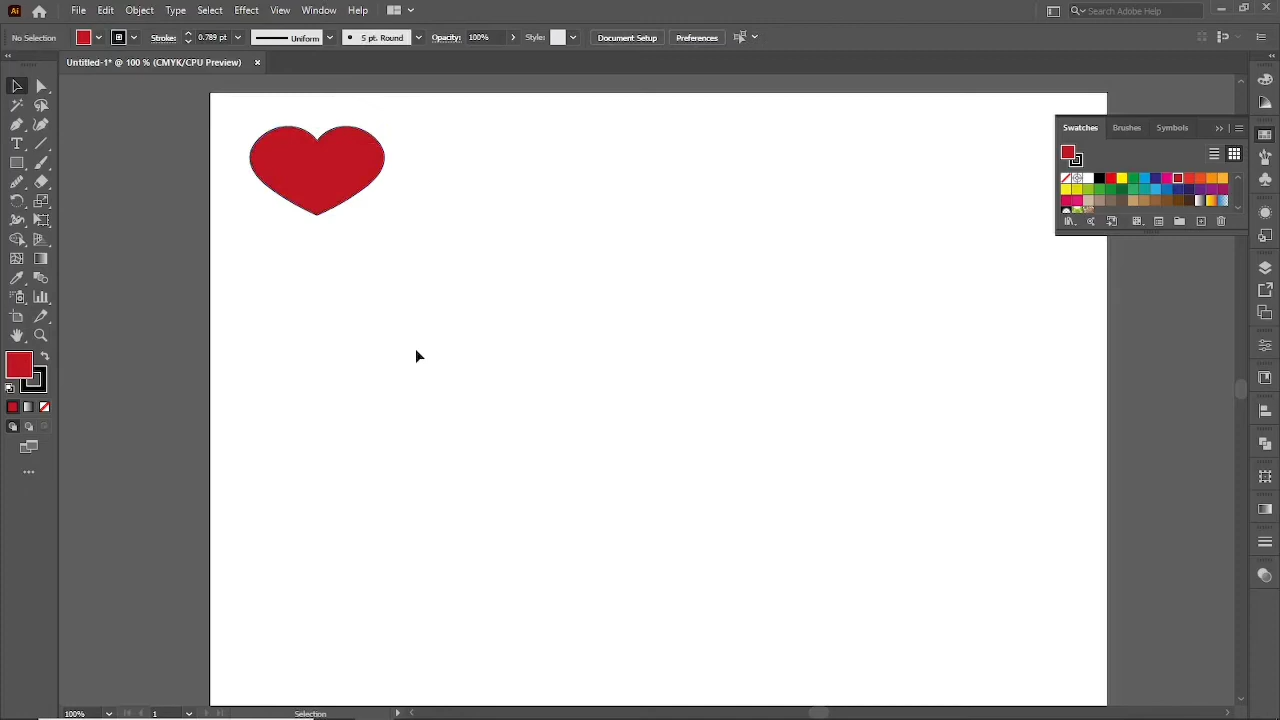 Ai File Edit Object Type Select Effect View Window Help Search Adobe Help
No Selection Stroke: 0.789 pt Uniform 5 pt. Round Opacity: 100% Style: Document Setup Preferences
Untitled-1* @ 100 % (CMYK/CPU Preview)
Swatches Brushes Symbols
100% 1 Selection